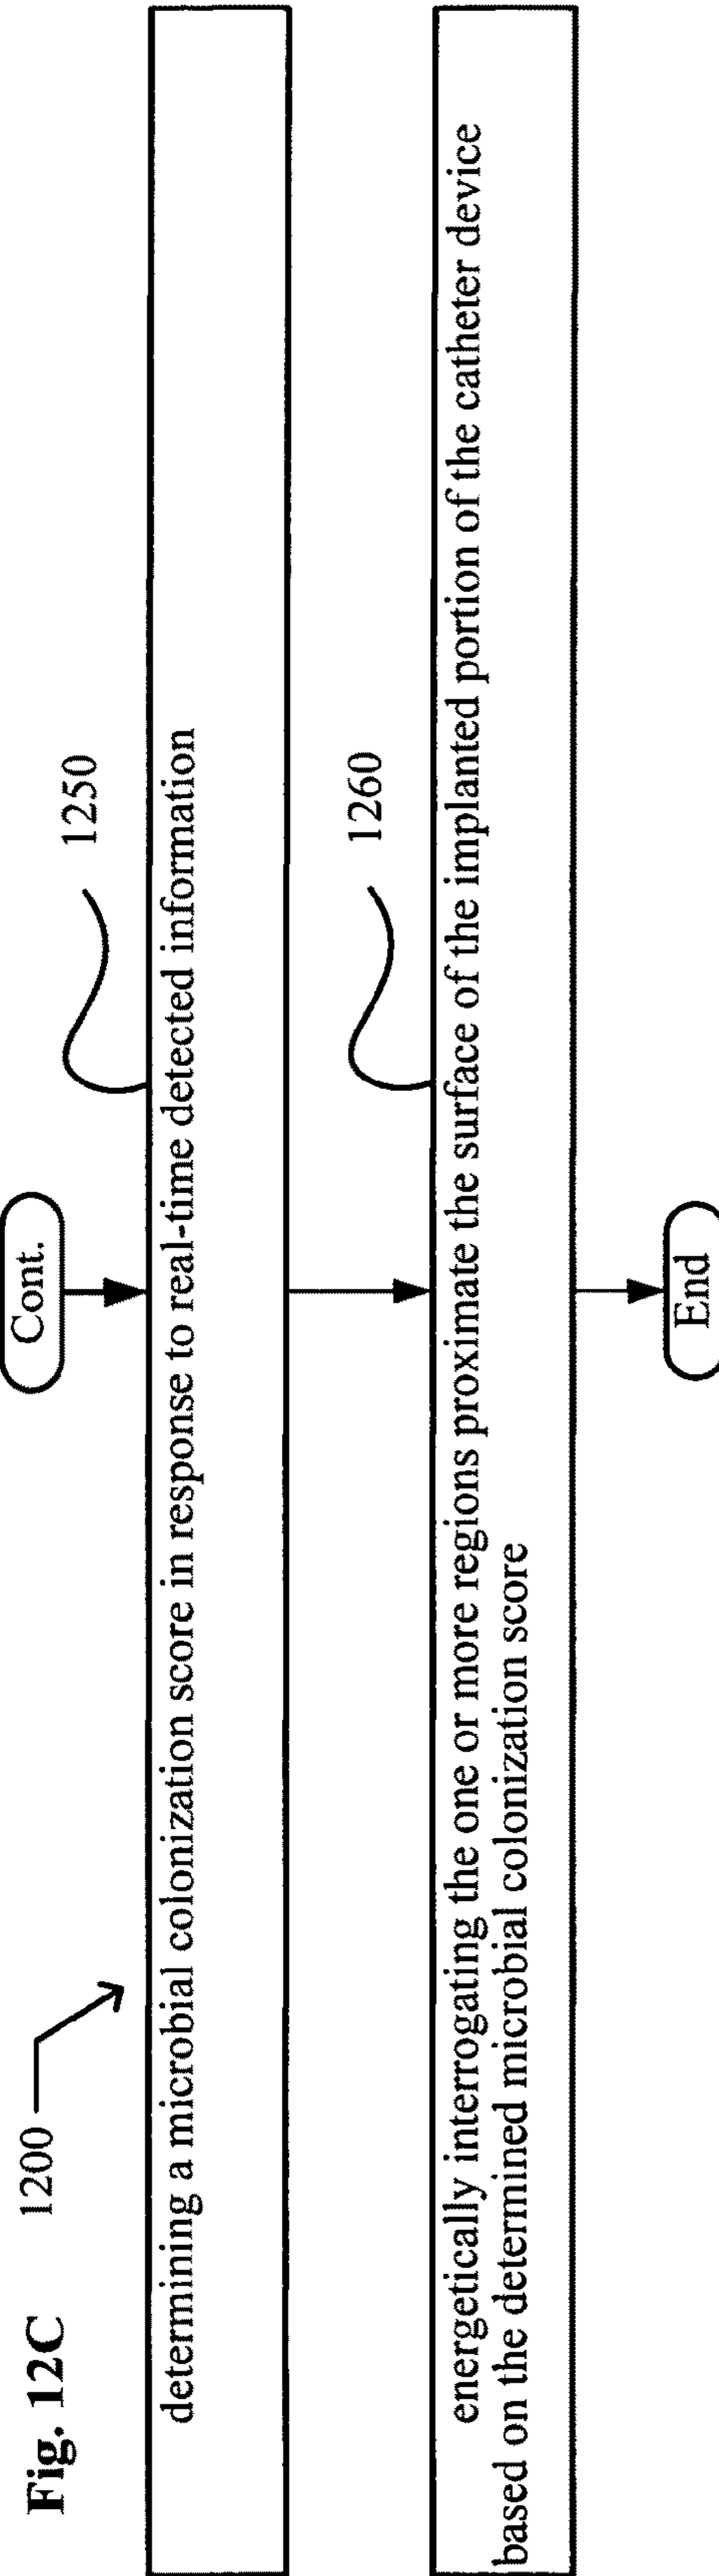 Fig. 12C
1200
Cont.
1250
determining a microbial colonization score in response to real-time detected information
1260
energetically interrogating the one or more regions proximate the surface of the implanted portion of the catheter device
based on the determined microbial colonization score
End